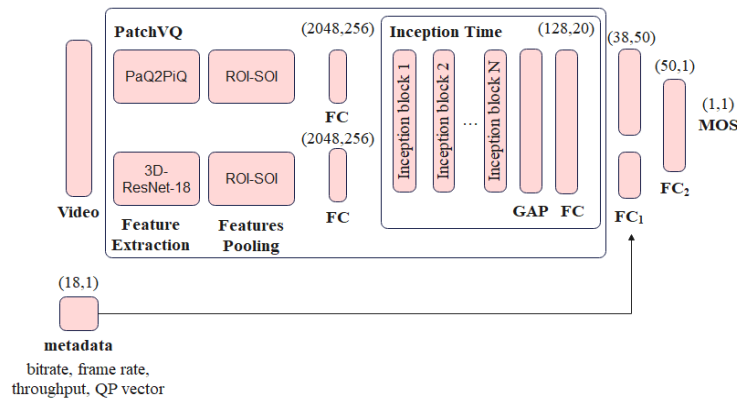 PatchVQ
(2048,256)
Inception Time
(128,20)
(38,50)
(50,1)
(1,1)
MOS
PaQ2PiQ
ROI-SOI
FC
(2048,256)
3D-
ResNet-18
ROI-SOI
FC
Inception block 1
Inception block 2
...
Inception block N
GAP
FC
FC1
FC2
Video
Feature
Extraction
Features
Pooling
(18,1)
metadata
bitrate, frame rate,
throughput, QP vector